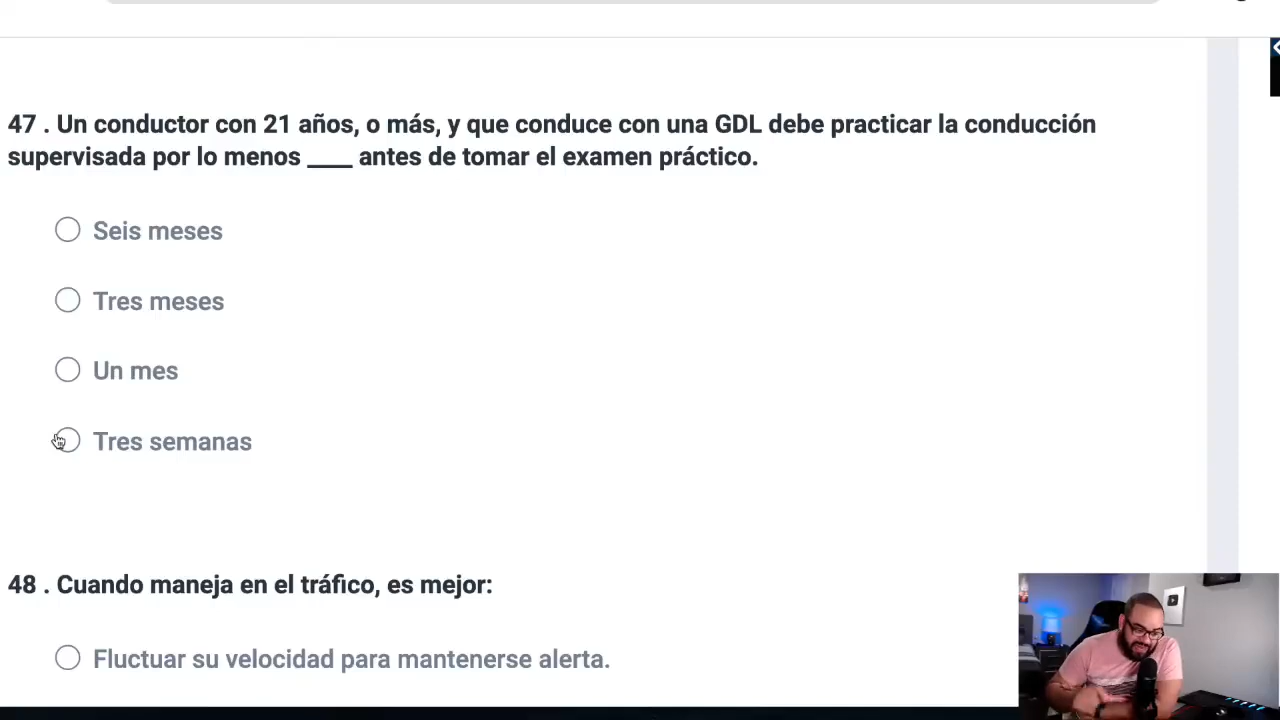 47 . Un conductor con 21 años, o más, y que conduce con una GDL debe practicar la conducción
supervisada por lo menos ____ antes de tomar el examen práctico.
Seis meses
Tres meses
Un mes
Tres semanas
48 . Cuando maneja en el tráfico, es mejor:
Fluctuar su velocidad para mantenerse alerta.